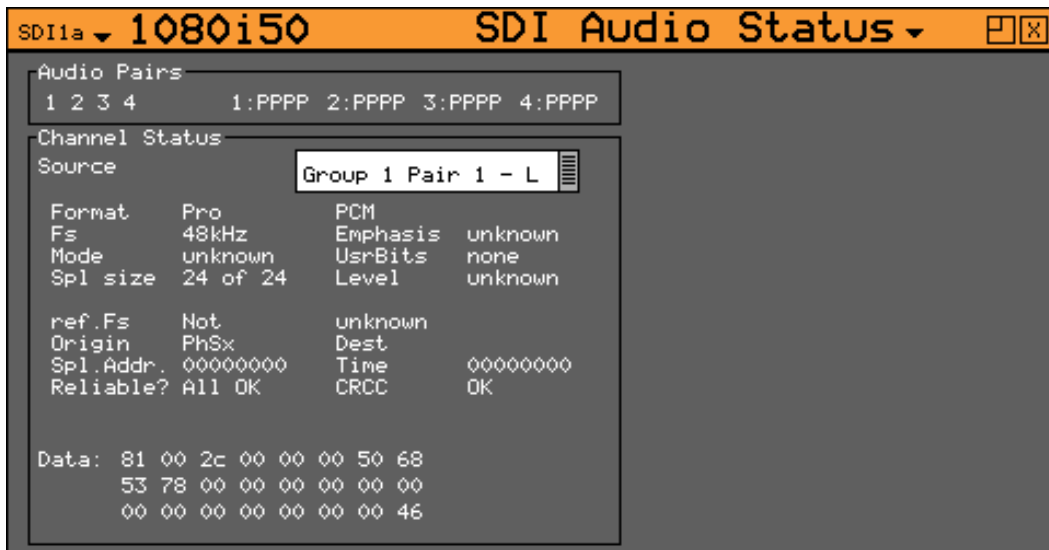 SDI1a 1080i50 SDI Audio Status
Audio Pairs
1 2 3 4 1:PPPP 2:PPPP 3:PPPP 4:PPPP
Channel Status
Source Group 1 Pair 1 - L
Format Pro PCM
Fs 48kHz Emphasis unknown
Mode unknown UsrBits none
Spl size 24 of 24 Level unknown
ref.Fs Not unknown
Origin PhSx Dest
Spl.Addr. 00000000 Time 00000000
Reliable? All OK CRCC OK
Data: 81 00 2c 00 00 00 50 68
53 78 00 00 00 00 00 00
00 00 00 00 00 00 00 46